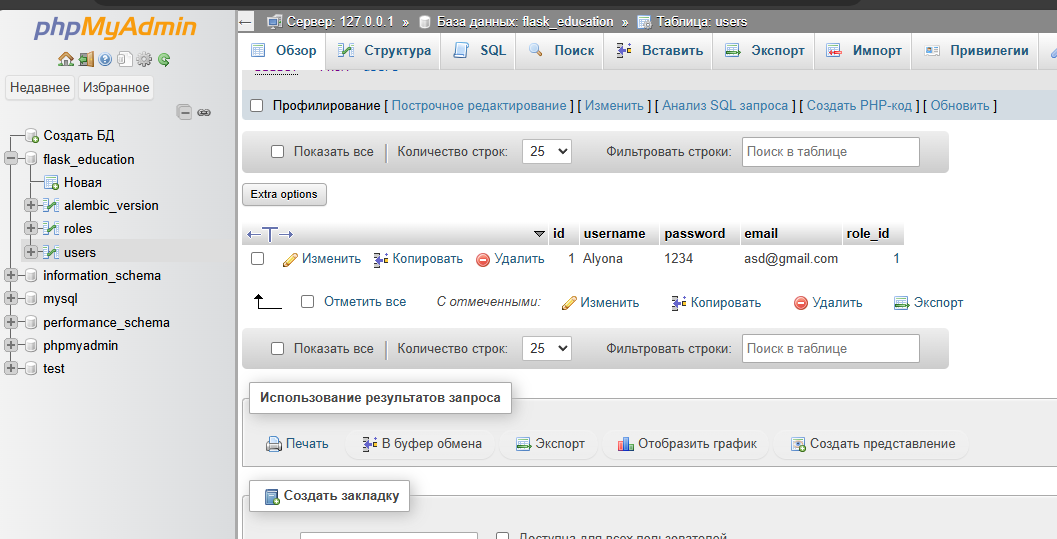 phpMyAdmin
Недавнее Избранное
Создать БД
flask_education
Новая
alembic_version
roles
users
information_schema
mysql
performance_schema
phpmyadmin
test
Сервер: 127.0.0.1 » База данных: flask_education » Таблица: users
Обзор Структура SQL Поиск Вставить Экспорт Импорт Привилегии
Профилирование [ Построчное редактирование ] [ Изменить ] [ Анализ SQL запроса ] [ Создать PHP-код ] [ Обновить ]
Показать все Количество строк: 25 Фильтровать строки: Поиск в таблице
Extra options
id username password email role_id
Изменить Копировать Удалить 1 Alyona 1234 asd@gmail.com 1
Отметить все С отмеченными: Изменить Копировать Удалить Экспорт
Показать все Количество строк: 25 Фильтровать строки: Поиск в таблице
Использование результатов запроса
Печать В буфер обмена Экспорт Отобразить график Создать представление
Создать закладку
Доступна для всех пользователей